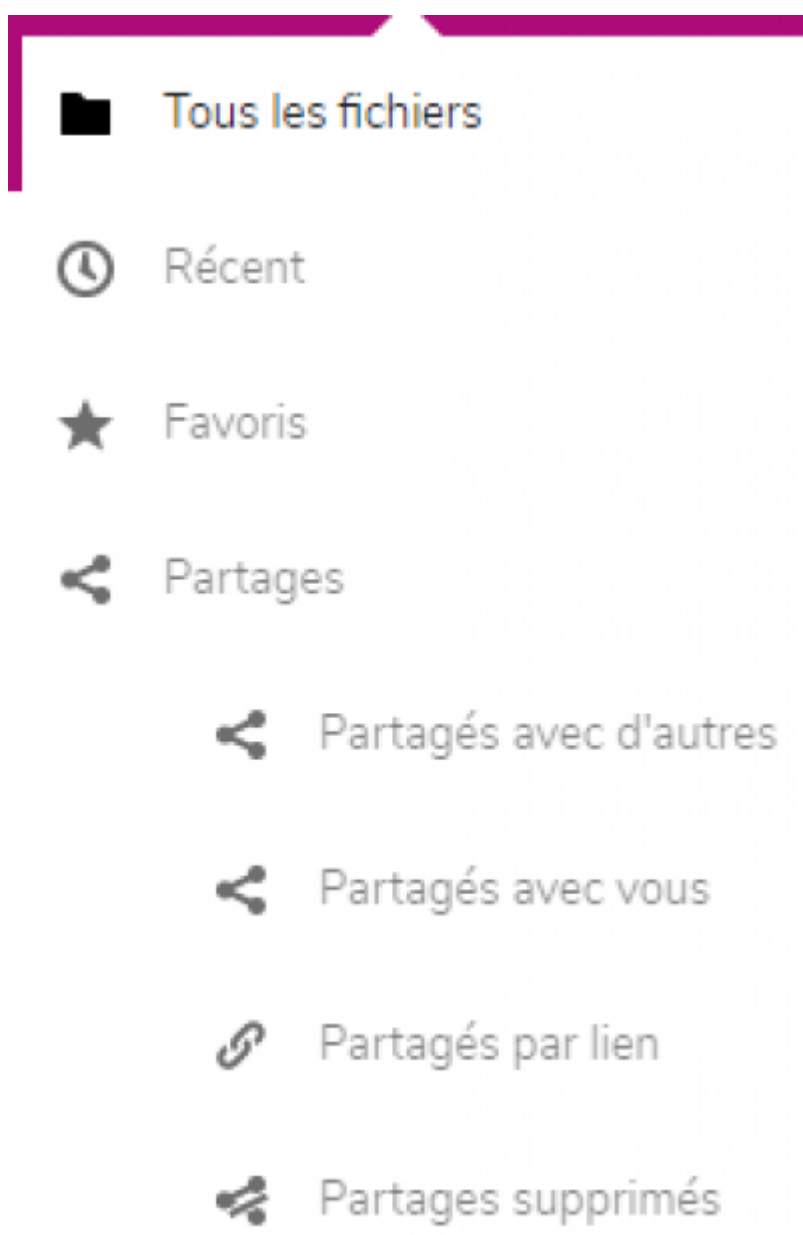 Tous les fichiers
Récent
Favoris
Partages
Partagés avec d'autres
Partagés avec vous
Partagés par lien
Partages supprimés